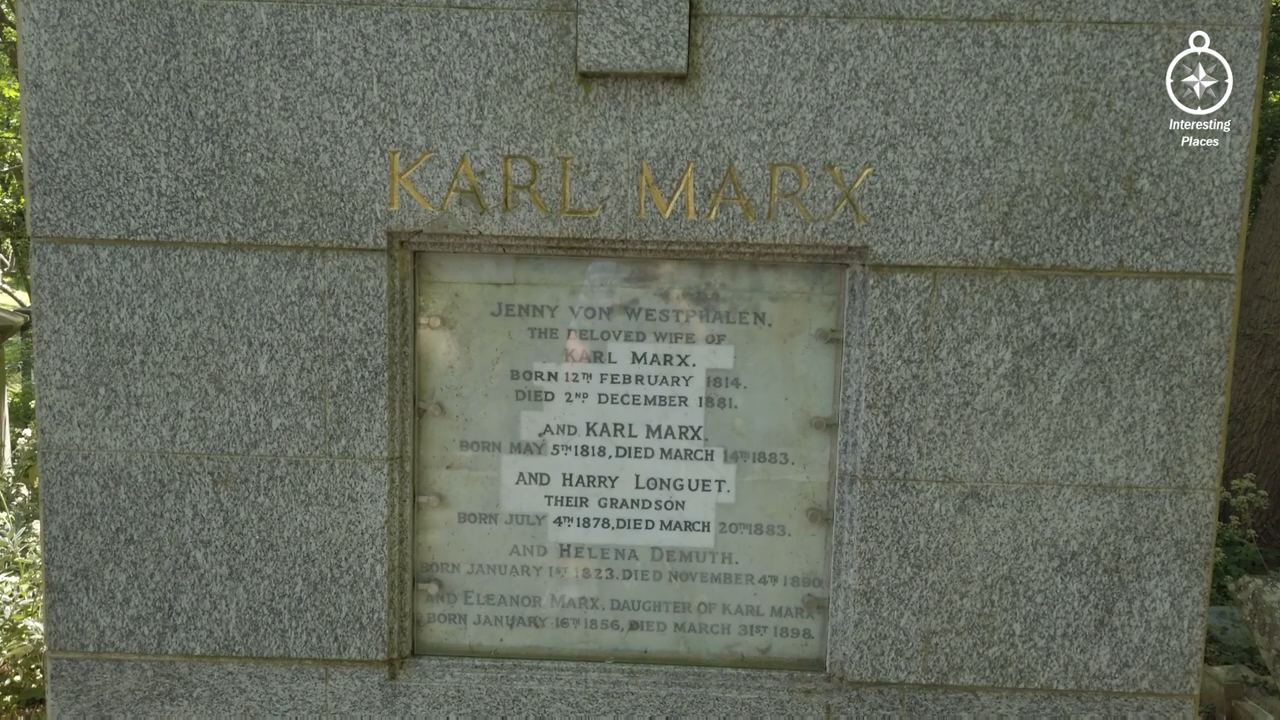 Interesting
Places
KARL MARX
JENNY VON WESTPHALEN,
THE BELOVED WIFE OF
KARL MARX.
BORN 12TH FEBRUARY 1814.
DIED 2ND DECEMBER 1881.
AND KARL MARX.
BORN MAY 5TH 1818, DIED MARCH 14TH 1883.
AND HARRY LONGUET.
THEIR GRANDSON
BORN JULY 4TH 1878, DIED MARCH 20TH 1883.
AND HELENA DEMUTH.
BORN JANUARY 1ST 1823. DIED NOVEMBER 4TH 1890
AND ELEANOR MARX, DAUGHTER OF KARL MARX
BORN JANUARY 16TH 1856, DIED MARCH 31ST 1898.